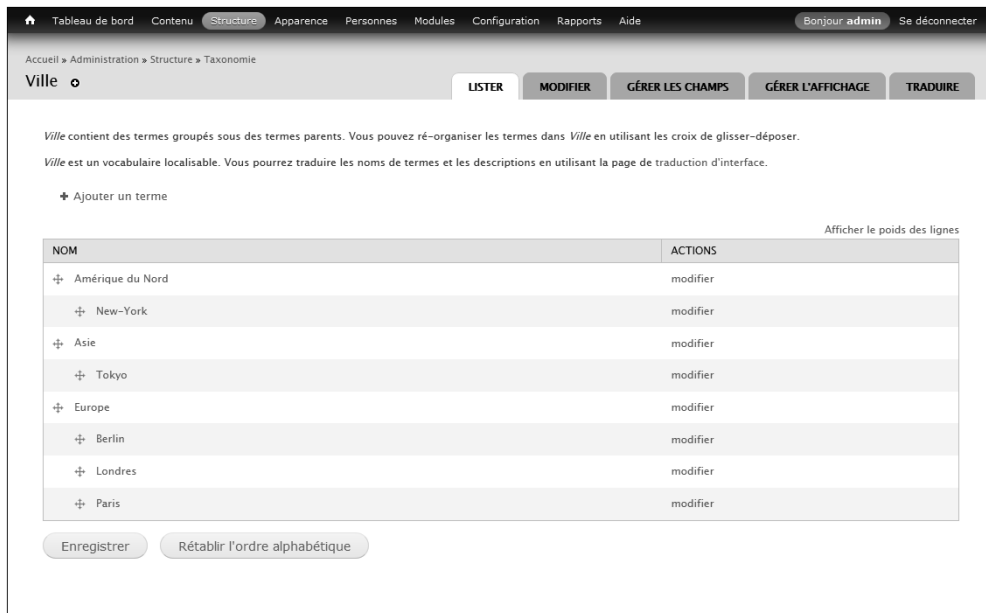 Tableau de bord Contenu Structure Apparence Personnes Modules Configuration Rapports Aide Bonjour admin Se déconnecter
Accueil » Administration » Structure » Taxonomie
Ville
LISTER MODIFIER GÉRER LES CHAMPS GÉRER L'AFFICHAGE TRADUIRE
Ville contient des termes groupés sous des termes parents. Vous pouvez ré-organiser les termes dans Ville en utilisant les croix de glisser-déposer.
Ville est un vocabulaire localisable. Vous pourrez traduire les noms de termes et les descriptions en utilisant la page de traduction d'interface.
Ajouter un terme
Afficher le poids des lignes
NOM ACTIONS
Amérique du Nord modifier
New-York modifier
Asie modifier
Tokyo modifier
Europe modifier
Berlin modifier
Londres modifier
Paris modifier
Enregistrer Rétablir l'ordre alphabétique